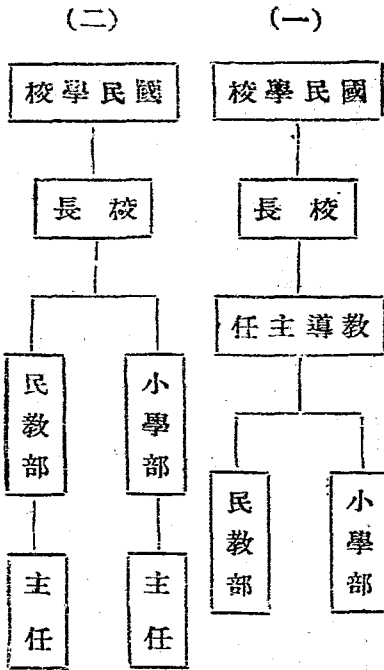 (一)
國民學校
校長
教導主任
小學部
民教部
(二)
國民學校
校長
小學部
主任
民教部
主任